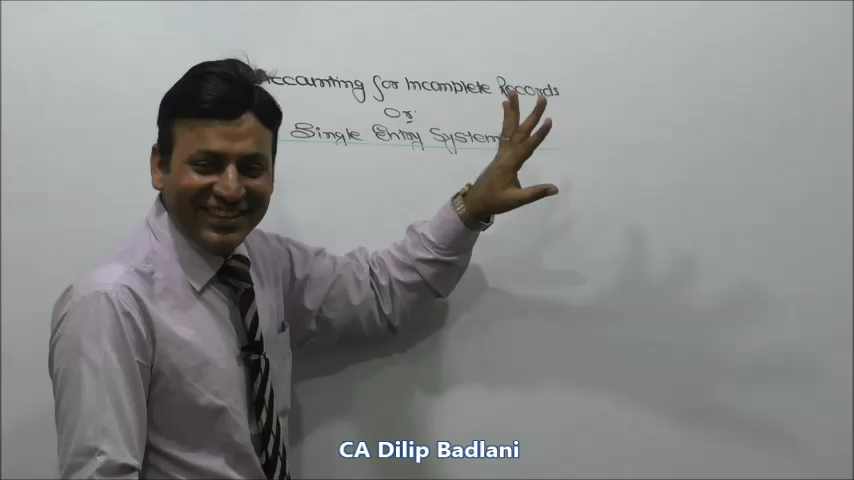 Accounting for Incomplete Records
Or
Single Entry System
CA Dilip Badlani